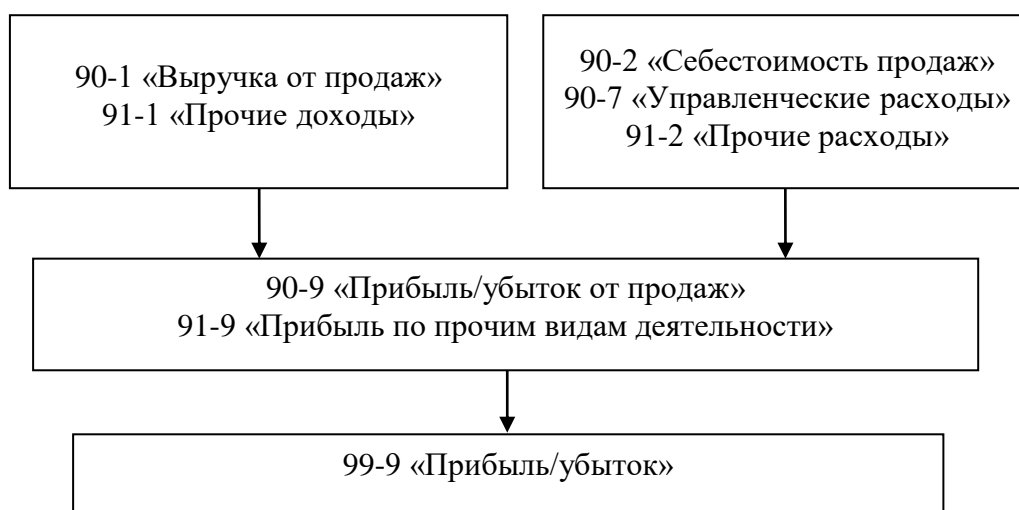 90-1 «Выручка от продаж»
91-1 «Прочие доходы»
90-2 «Себестоимость продаж»
90-7 «Управленческие расходы»
91-2 «Прочие расходы»
90-9 «Прибыль/убыток от продаж»
91-9 «Прибыль по прочим видам деятельности»
99-9 «Прибыль/убыток»